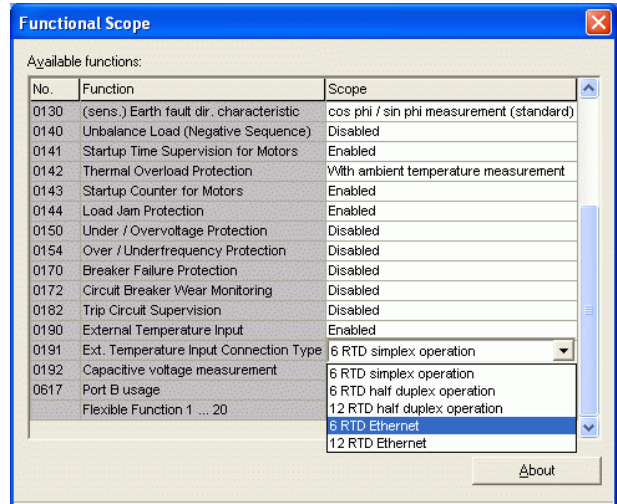 Functional Scope
Available functions:
No. Function Scope
0130 (sens.) Earth fault dir. characteristic cos phi / sin phi measurement (standard)
0140 Unbalance Load (Negative Sequence) Disabled
0141 Startup Time Supervision for Motors Enabled
0142 Thermal Overload Protection With ambient temperature measurement
0143 Startup Counter for Motors Enabled
0144 Load Jam Protection Enabled
0150 Under / Overvoltage Protection Disabled
0154 Over / Underfrequency Protection Disabled
0170 Breaker Failure Protection Disabled
0172 Circuit Breaker Wear Monitoring Disabled
0182 Trip Circuit Supervision Disabled
0190 External Temperature Input Enabled
0191 Ext. Temperature Input Connection Type 6 RTD simplex operation
0192 Capacitive voltage measurement 6 RTD simplex operation
0617 Port B usage 6 RTD half duplex operation
Flexible Function 1 ... 20 12 RTD half duplex operation
6 RTD Ethernet
12 RTD Ethernet
About